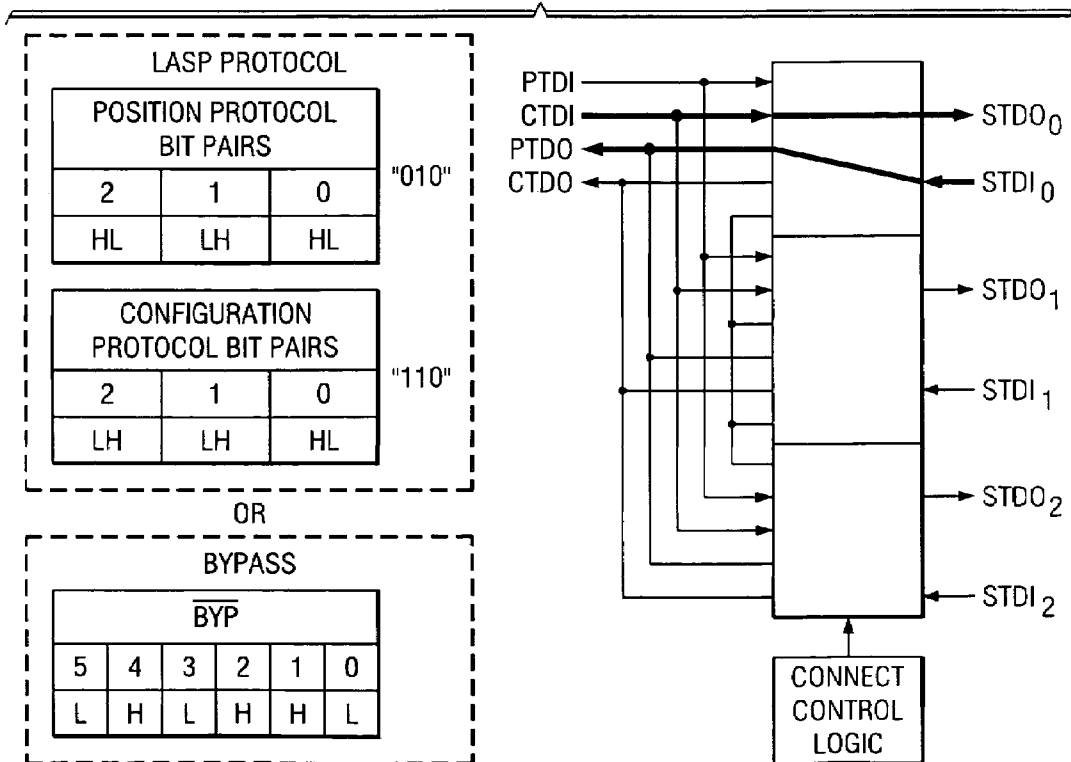 LASP PROTOCOL
POSITION PROTOCOL
BIT PAIRS
2 1 0
HL LH HL
"010"
CONFIGURATION
PROTOCOL BIT PAIRS
2 1 0
LH LH HL
"110"
OR
BYPASS
BYP
5 4 3 2 1 0
L H L H H L
PTDI
CTDI
PTDO
CTDO
STDO0
STDI0
STDO1
STDI1
STDO2
STDI2
CONNECT
CONTROL
LOGIC